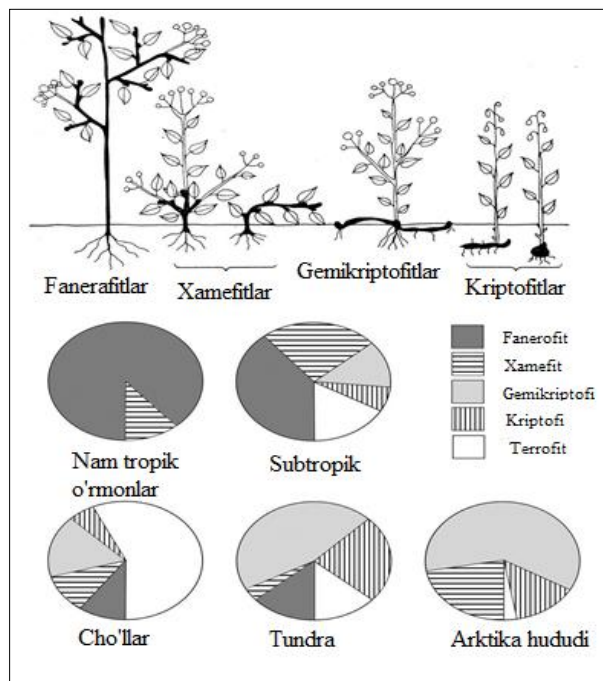 Fanerafitlar
Xamefitlar
Gemikriptofitlar
Kriptofitlar
Fanerofit
Xamefit
Gemikriptofi
Kriptofi
Terrofit
Nam tropik
o'rmonlar
Subtropik
Cho'llar
Tundra
Arktika hududi